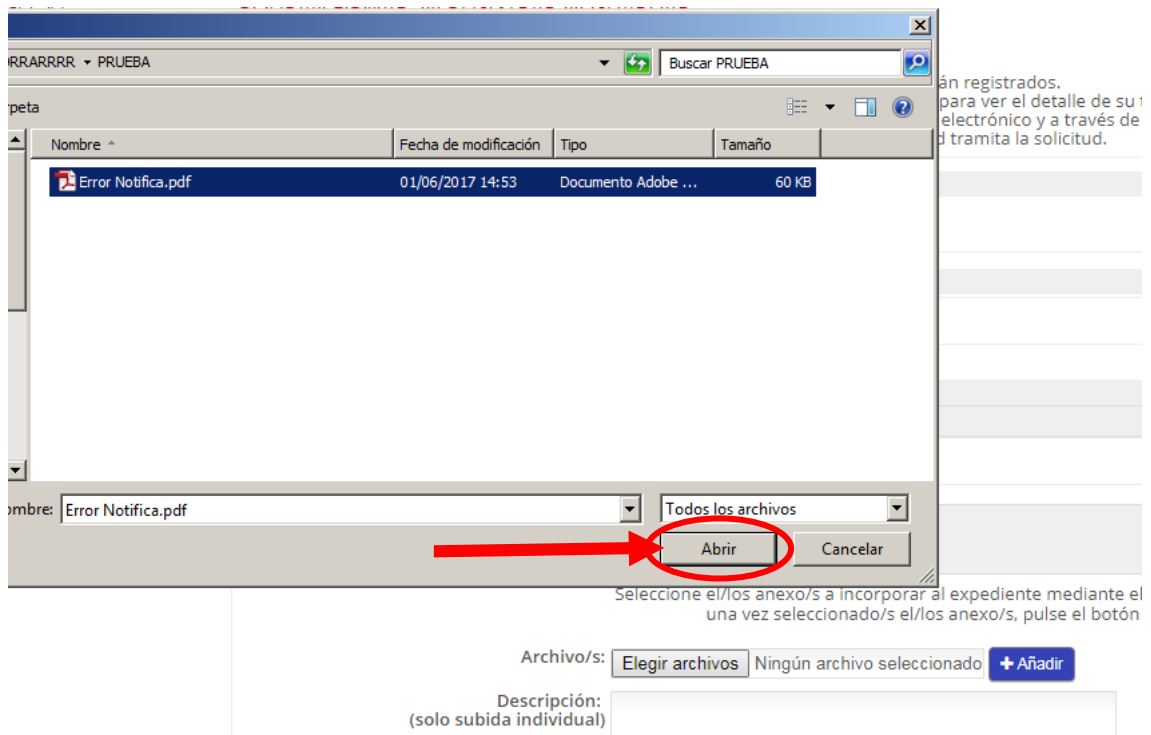 PRUEBA
Buscar PRUEBA
án registrados.
para ver el detalle de su
electrónico y a través de
d tramita la solicitud.
rpeta
Nombre Fecha de modificación Tipo Tamaño
Error Notifica.pdf 01/06/2017 14:53 Documento Adobe ... 60 KB
ombre: Error Notifica.pdf Todos los archivos
Abrir Cancelar
Seleccione el/los anexo/s a incorporar al expediente mediante el
una vez seleccionado/s el/los anexo/s, pulse el botón
Archivo/s: Elegir archivos Ningún archivo seleccionado + Añadir
Descripción:
(solo subida individual)